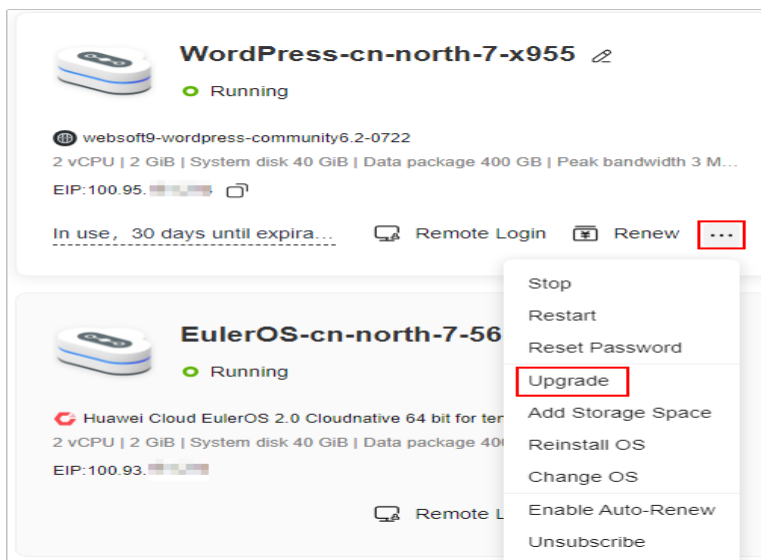 WordPress-cn-north-7-x955
Running
websoft9-wordpress-community6.2-0722
2 vCPU | 2 GiB | System disk 40 GiB | Data package 400 GB | Peak bandwidth 3 M...
EIP:100.95.
In use, 30 days until expira... Remote Login Renew ...
Stop
Restart
Reset Password
Upgrade
Add Storage Space
Reinstall OS
Change OS
Enable Auto-Renew
Unsubscribe
EulerOS-cn-north-7-56
Running
Huawei Cloud EulerOS 2.0 Cloudnative 64 bit for ter
2 vCPU | 2 GiB | System disk 40 GiB | Data package 40
EIP:100.93.
Remote L